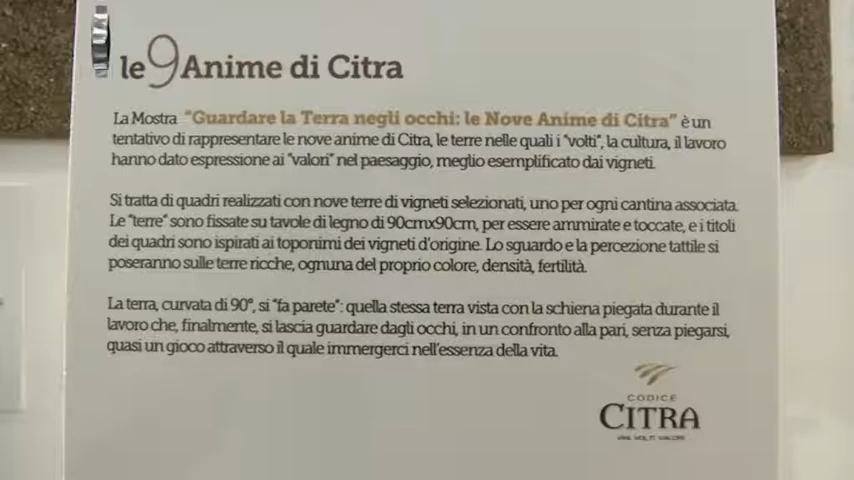 le 9 Anime di Citra
La Mostra "Guardare la Terra negli occhi: le Nove Anime di Citra" è un
tentativo di rappresentare le nove anime di Citra, le terre nelle quali i "volti", la cultura, il lavoro
hanno dato espressione ai "valori" nel paesaggio, meglio esemplificato dai vigneti.
Si tratta di quadri realizzati con nove terre di vigneti selezionati, uno per ogni cantina associata.
Le "terre" sono fissate su tavole di legno di 90cmx90cm, per essere ammirate e toccate, e i titoli
dei quadri sono ispirati ai toponimi dei vigneti d'origine. Lo sguardo e la percezione tattile si
poseranno sulle terre ricche, ognuna del proprio colore, densità, fertilità.
La terra, curvata di 90°, si "fa parete": quella stessa terra vista con la schiena piegata durante il
lavoro che, finalmente, si lascia guardare dagli occhi, in un confronto alla pari, senza piegarsi,
quasi un gioco attraverso il quale immergerci nell'essenza della vita.
CODICE
CITRA